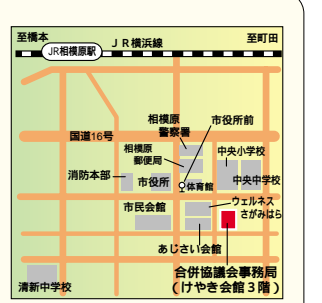 至橋本
JR横浜線
至町田
JR相模原駅
相模原
警察署
市役所前
国道16号
相模原
郵便局
中央小学校
消防本部
市役所
体育館
中央中学校
市民会館
ウェルネス
さがみはら
あじさい会館
合併協議会事務局
(けやき会館3階)
清新中学校